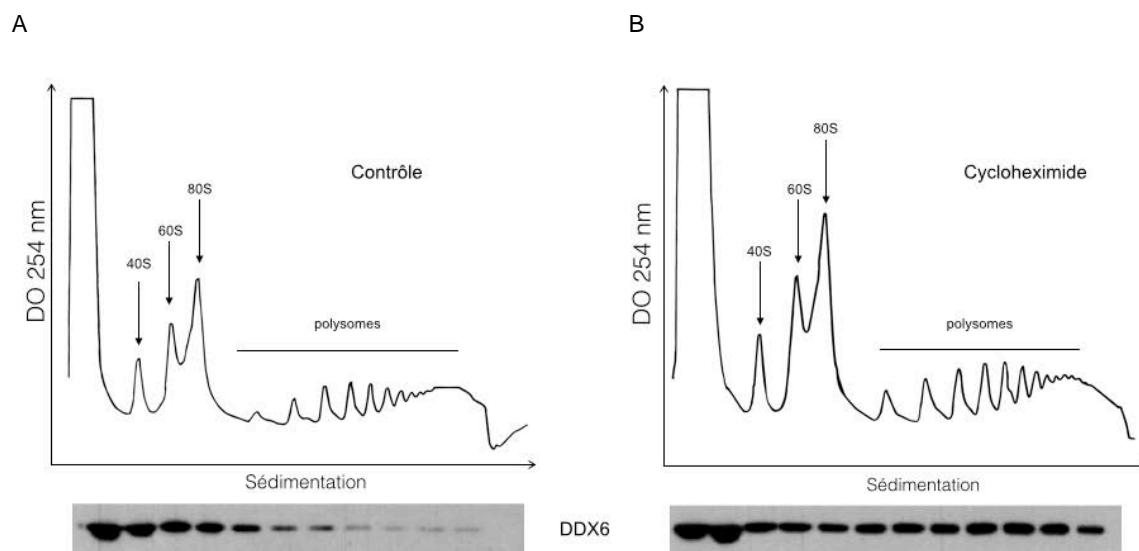 A
DO 254 nm
40S
60S
80S
Contrôle
polysomes
Sédimentation
B
DO 254 nm
40S
60S
80S
Cycloheximide
polysomes
Sédimentation
DDX6